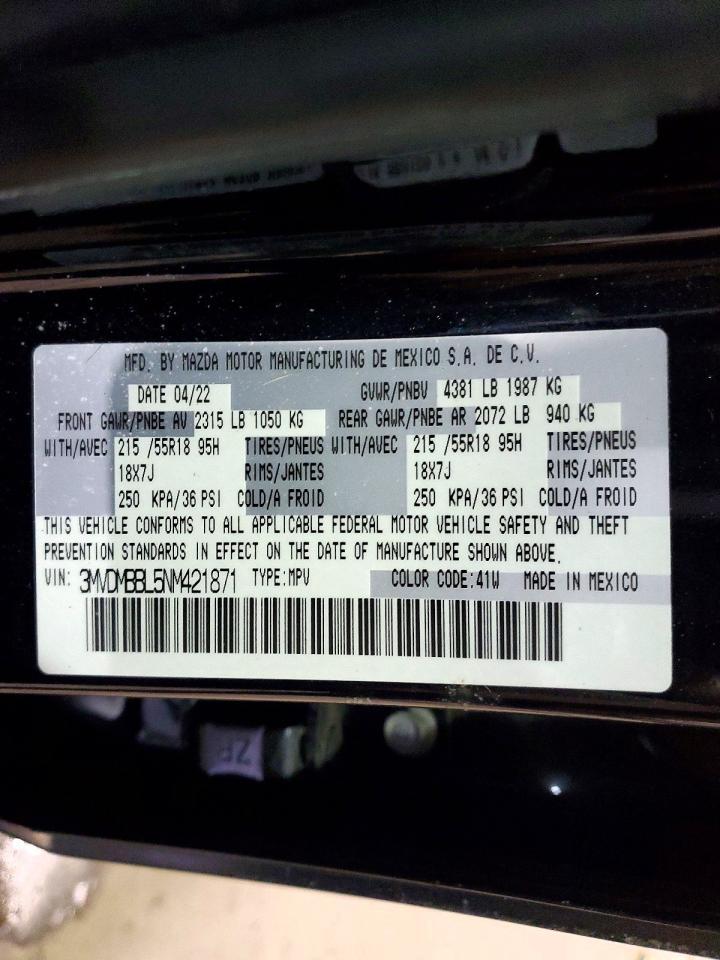 MFD. BY MAZDA MOTOR MANUFACTURING DE MEXICO S.A. DE C.V.
DATE 04/22 GVWR/PNBV 4381 LB 1987 KG
FRONT GAWR/PNBE AV 2315 LB 1050 KG REAR GAWR/PNBE AR 2072 LB 940 KG
WITH/AVEC 215 /55R18 95H TIRES/PNEUS WITH/AVEC 215 /55R18 95H TIRES/PNEUS
18X7J RIMS/JANTES 18X7J RIMS/JANTES
250 KPA/36 PSI COLD/A FROID 250 KPA/36 PSI COLD/A FROID
THIS VEHICLE CONFORMS TO ALL APPLICABLE FEDERAL MOTOR VEHICLE SAFETY AND THEFT
PREVENTION STANDARDS IN EFFECT ON THE DATE OF MANUFACTURE SHOWN ABOVE.
VIN: 3MVDMBBL5NM421871 TYPE:MPV COLOR CODE:41W MADE IN MEXICO